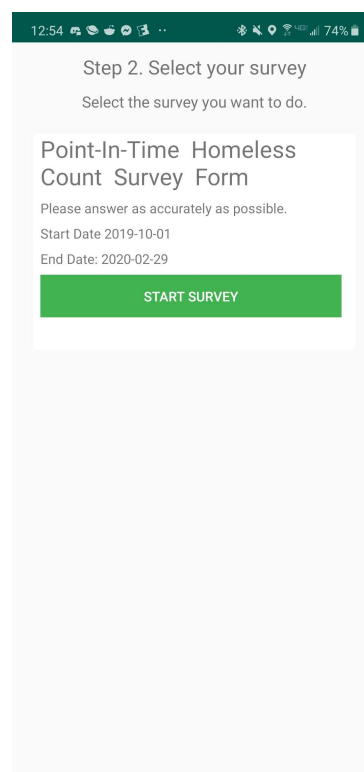 12:54 74%
Step 2. Select your survey
Select the survey you want to do.
Point-In-Time Homeless
Count Survey Form
Please answer as accurately as possible.
Start Date 2019-10-01
End Date: 2020-02-29
START SURVEY